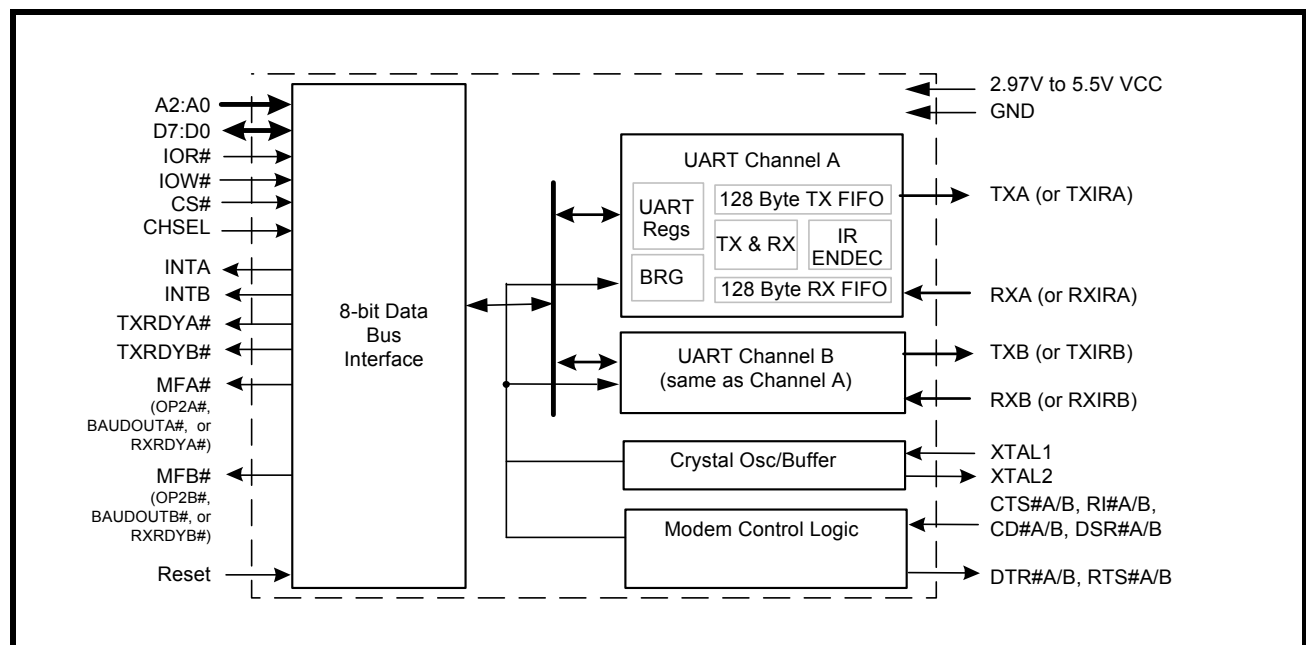 A2:A0
D7:D0
IOR#
IOW#
CS#
CHSEL
INTA
INTB
TXRDYA#
TXRDYB#
MFA#
(OP2A#,
BAUDOUTA#, or
RXRDYA#)
MFB#
(OP2B#,
BAUDOUTB#, or
RXRDYB#)
Reset
8-bit Data
Bus
Interface
UART Channel A
UART
Regs
BRG
128 Byte TX FIFO
TX & RX
IR
ENDEC
128 Byte RX FIFO
UART Channel B
(same as Channel A)
Crystal Osc/Buffer
Modem Control Logic
2.97V to 5.5V VCC
GND
TXA (or TXIRA)
RXA (or RXIRA)
TXB (or TXIRB)
RXB (or RXIRB)
XTAL1
XTAL2
CTS#A/B, RI#A/B,
CD#A/B, DSR#A/B
DTR#A/B, RTS#A/B